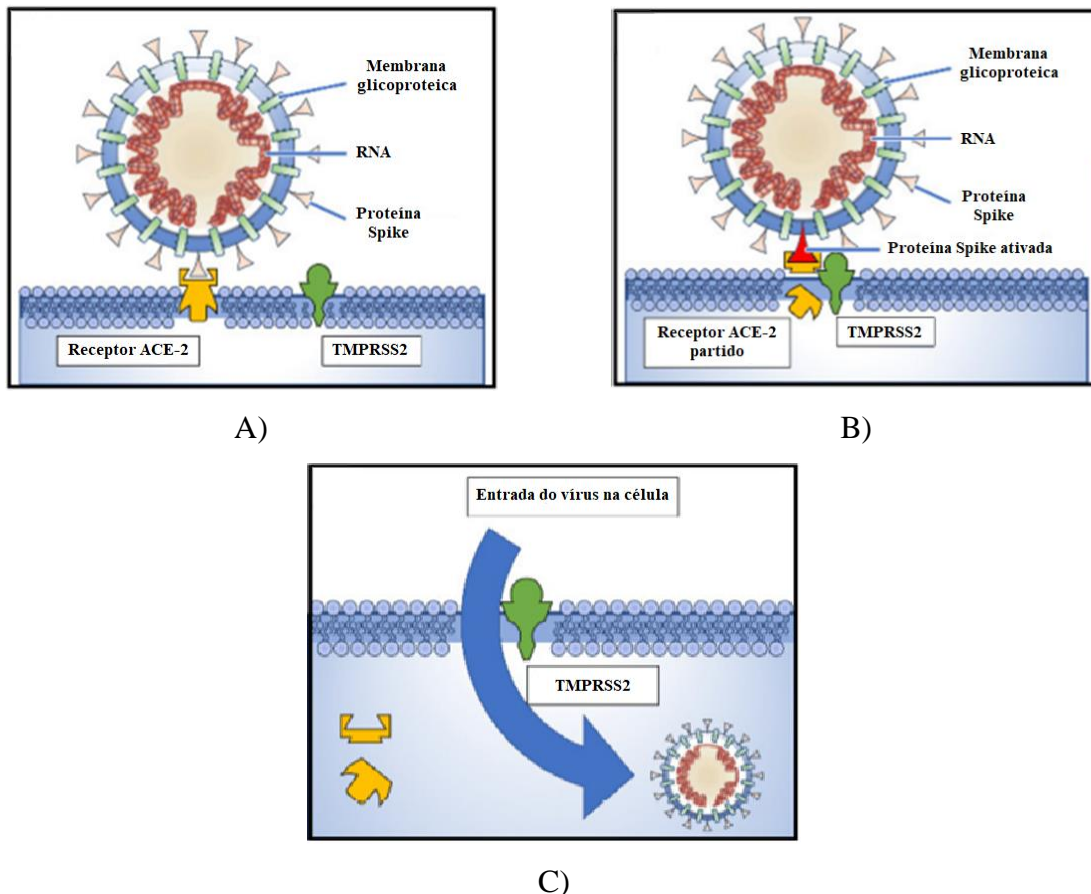 Membrana
glicoproteica
RNA
Proteína
Spike
Receptor ACE-2
TMPRSS2
A)
Membrana
glicoproteica
RNA
Proteína
Spike
Proteína Spike ativada
Receptor ACE-2
partido
TMPRSS2
B)
Entrada do vírus na célula
TMPRSS2
C)